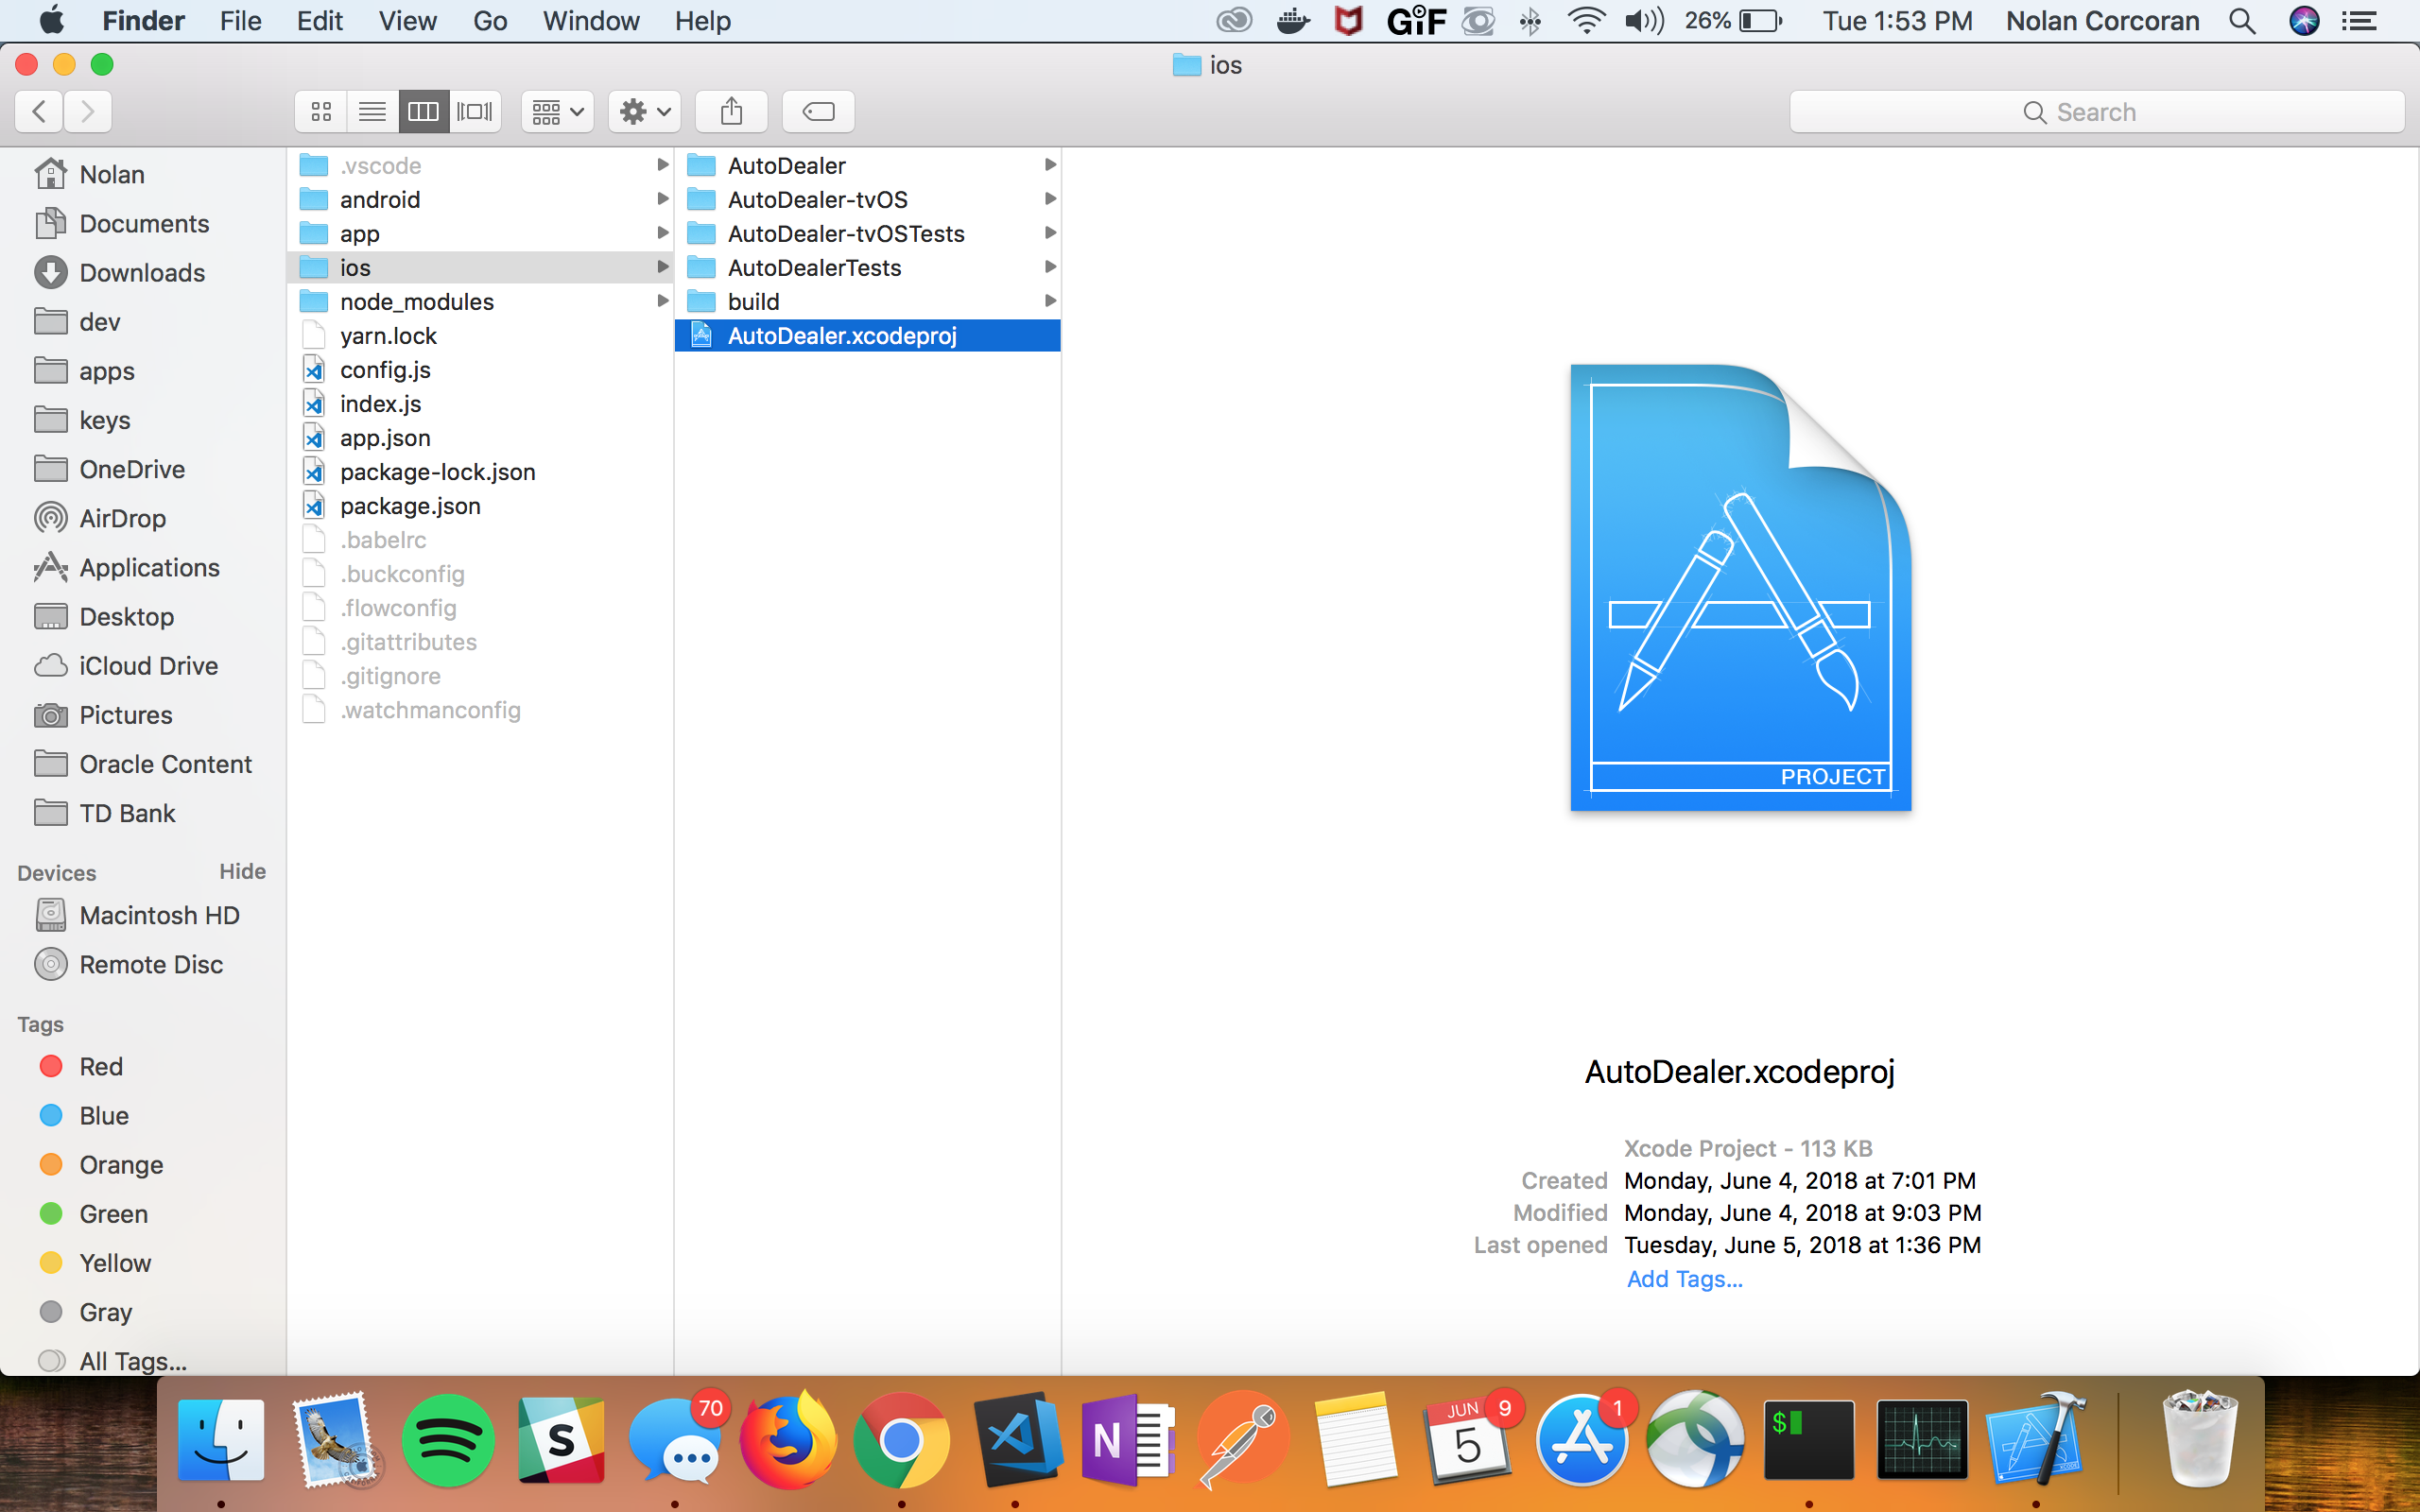 Finder File Edit View Go Window Help GIF 26% Tue 1:53 PM Nolan Corcoran
ios
Search
Nolan
Documents
Downloads
dev
apps
keys
OneDrive
AirDrop
Applications
Desktop
iCloud Drive
Pictures
Oracle Content
TD Bank
Devices Hide
Macintosh HD
Remote Disc
Tags
Red
Blue
Orange
Green
Yellow
Gray
All Tags...
.vscode
android
app
ios
node_modules
yarn.lock
config.js
index.js
app.json
package-lock.json
package.json
.babelrc
.buckconfig
.flowconfig
.gitattributes
.gitignore
.watchmanconfig
AutoDealer
AutoDealer-tvOS
AutoDealer-tvOSTests
AutoDealerTests
build
AutoDealer.xcodeproj
PROJECT
AutoDealer.xcodeproj
Xcode Project - 113 KB
Created Monday, June 4, 2018 at 7:01 PM
Modified Monday, June 4, 2018 at 9:03 PM
Last opened Tuesday, June 5, 2018 at 1:36 PM
Add Tags...
S
70
N
JUN
5
9
1
$